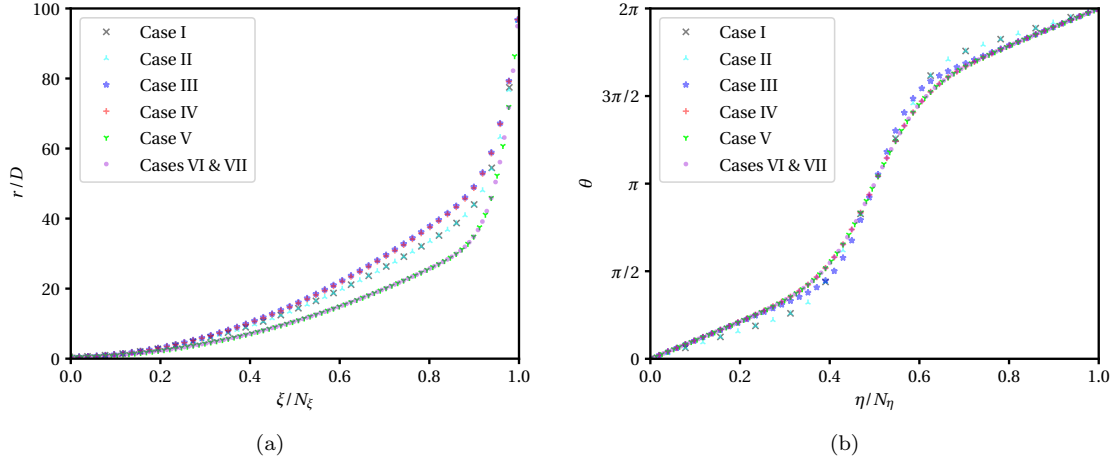 100
80
60
40
20
0
r/D
0.0
0.2
0.4
0.6
0.8
1.0
ξ/Nξ
Case I
Case II
Case III
Case IV
Case V
Cases VI & VII
(a)
2π
3π/2
π
π/2
0
θ
0.0
0.2
0.4
0.6
0.8
1.0
η/Nη
Case I
Case II
Case III
Case IV
Case V
Cases VI & VII
(b)